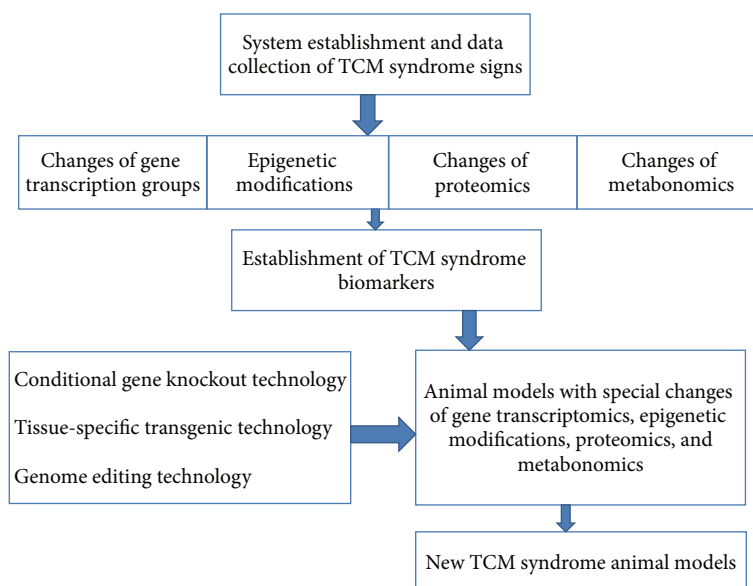 System establishment and data
collection of TCM syndrome signs
Changes of gene
transcription groups
Epigenetic
modifications
Changes of
proteomics
Changes of
metabonomics
Establishment of TCM syndrome
biomarkers
Conditional gene knockout technology
Tissue-specific transgenic technology
Genome editing technology
Animal models with special changes
of gene transcriptomics, epigenetic
modifications, proteomics, and
metabonomics
New TCM syndrome animal models